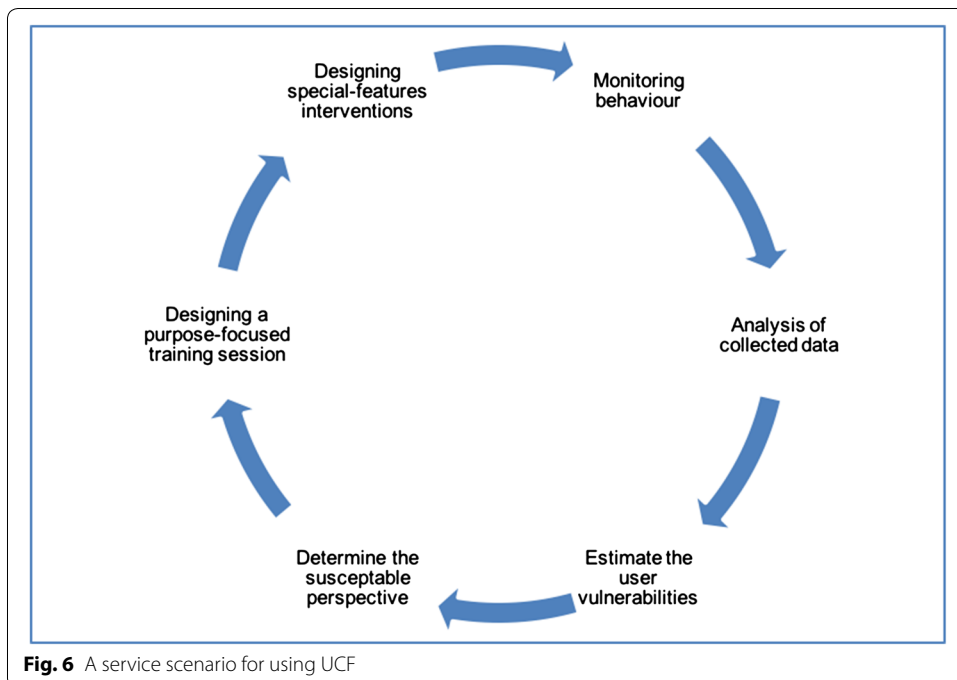 Designing
special-features
interventions
Monitoring
behaviour
Analysis of
collected data
Estimate the
user
vulnerabilities
Determine the
susceptable
perspective
Designing a
purpose-focused
training session
Fig. 6 A service scenario for using UCF